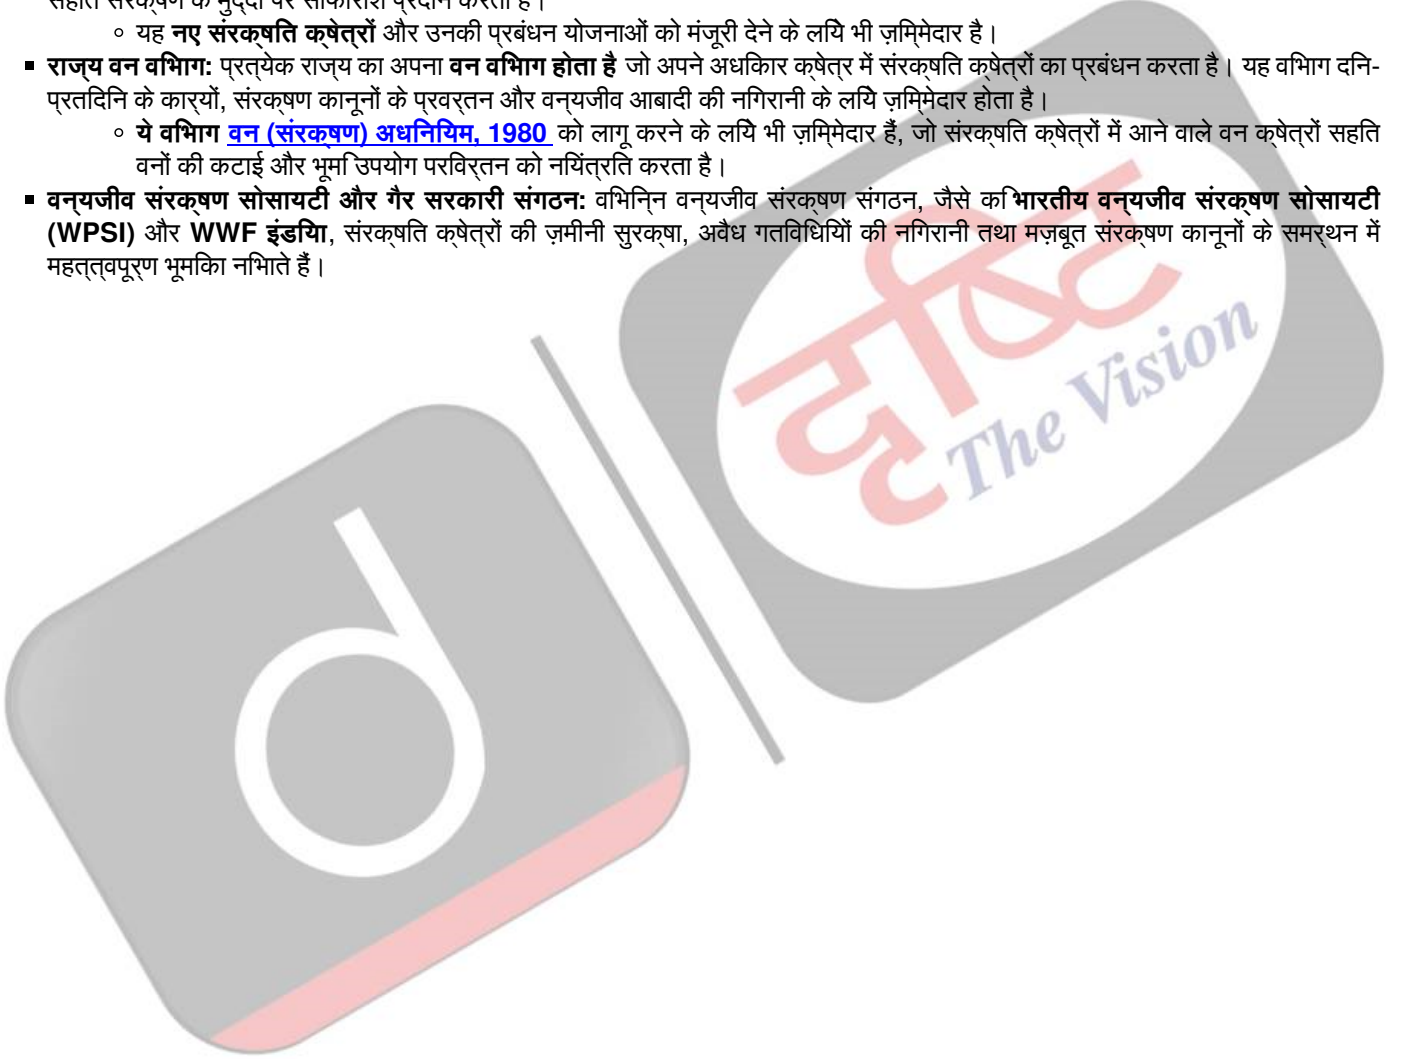 सहित संरक्षण के मुद्दों पर सिफारिशें प्रदान करता है।
यह नए संरक्षित क्षेत्रों और उनकी प्रबंधन योजनाओं को मंजूरी देने के लिये भी ज़िम्मेदार है।
राज्य वन विभाग: प्रत्येक राज्य का अपना वन विभाग होता है जो अपने अधिकार क्षेत्र में संरक्षित क्षेत्रों का प्रबंधन करता है। यह विभाग दिन-
प्रतिदिन के कार्यों, संरक्षण कानूनों के प्रवर्तन और वन्यजीव आबादी की निगरानी के लिये ज़िम्मेदार होता है।
ये विभाग वन (संरक्षण) अधिनियम, 1980 को लागू करने के लिये भी ज़िम्मेदार हैं, जो संरक्षित क्षेत्रों में आने वाले वन क्षेत्रों सहित
वनों की कटाई और भूमि उपयोग परिवर्तन को नियंत्रित करता है।
वन्यजीव संरक्षण सोसायटी और गैर सरकारी संगठन: विभिन्न वन्यजीव संरक्षण संगठन, जैसे कि भारतीय वन्यजीव संरक्षण सोसायटी
(WPSI) और WWF इंडिया, संरक्षित क्षेत्रों की ज़मीनी सुरक्षा, अवैध गतिविधियों की निगरानी तथा मज़बूत संरक्षण कानूनों के समर्थन में
महत्त्वपूर्ण भूमिका निभाते हैं।
दृष्टि
The Vision
d